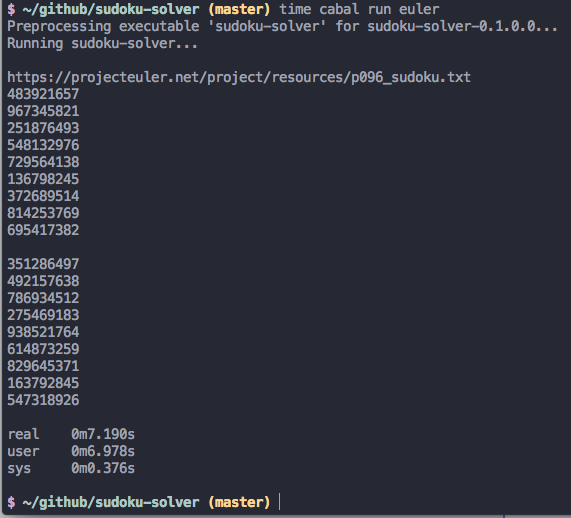 $ ~/github/sudoku-solver (master) time cabal run euler
Preprocessing executable 'sudoku-solver' for sudoku-solver-0.1.0.0...
Running sudoku-solver...
https://projecteuler.net/project/resources/p096_sudoku.txt
483921657
967345821
251876493
548132976
729564138
136798245
372689514
814253769
695417382
351286497
492157638
786934512
275469183
938521764
614873259
829645371
163792845
547318926
real    0m7.190s
user    0m6.978s
sys     0m0.376s
$ ~/github/sudoku-solver (master)